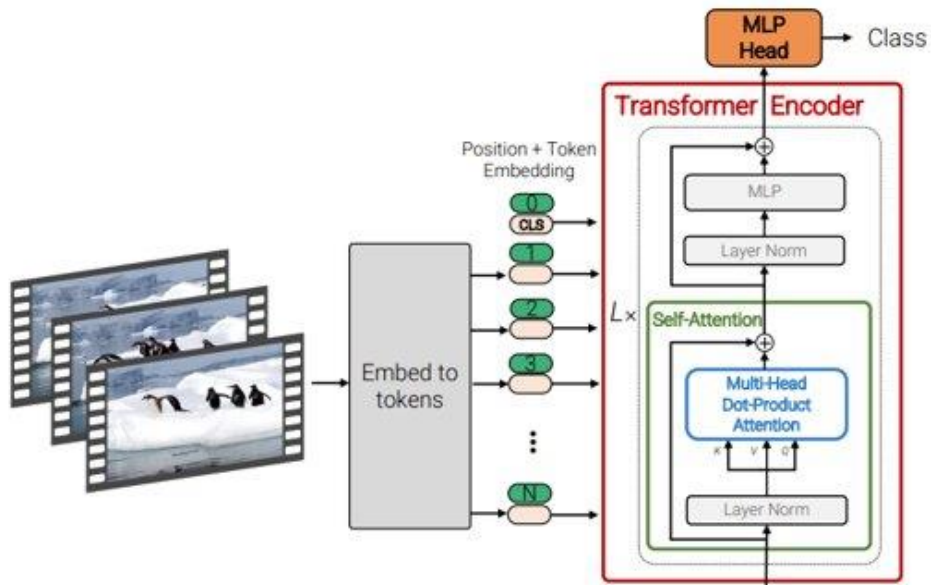 MLP
Head
Class
Transformer Encoder
Position + Token
Embedding
0
CLS
1
2
3
N
MLP
Layer Norm
L×
Self-Attention
Embed to
tokens
Multi-Head
Dot-Product
Attention
K V Q
Layer Norm